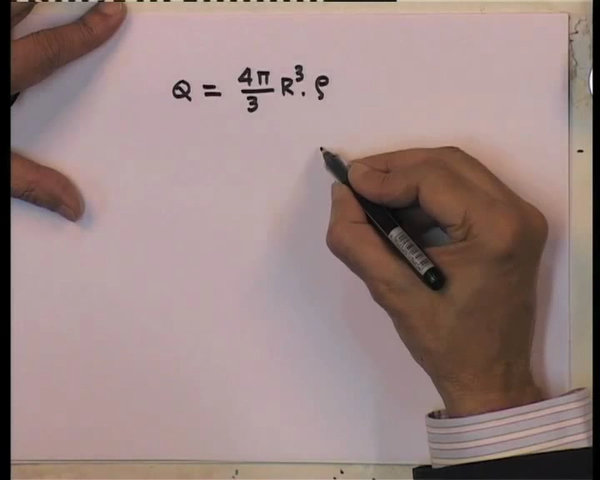 Q = 4π/3 R³. ρ